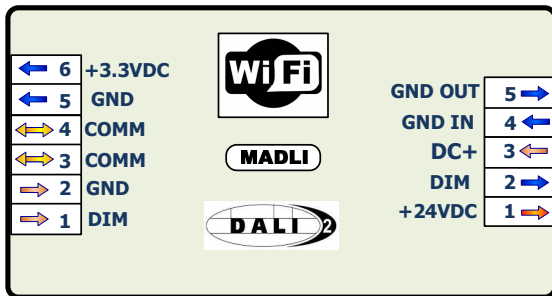 6 +3.3VDC
5 GND
4 COMM
3 COMM
2 GND
1 DIM
WiFi
MADLI
DALI 2
GND OUT 5
GND IN 4
DC+ 3
DIM 2
+24VDC 1